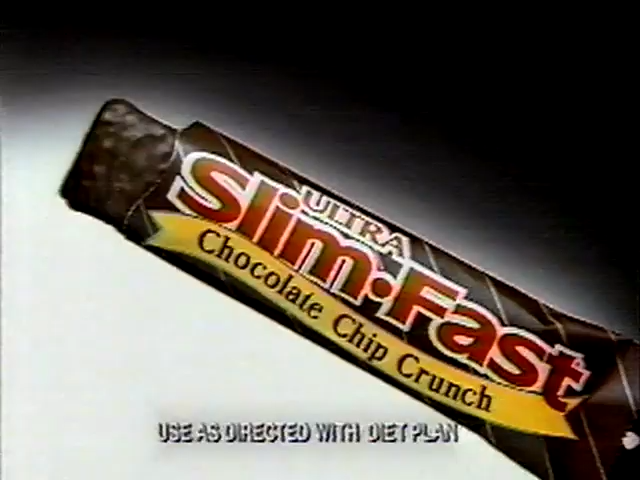 ULTRA
Slim·Fast
Chocolate Chip Crunch
USE AS DIRECTED WITH DIET PLAN